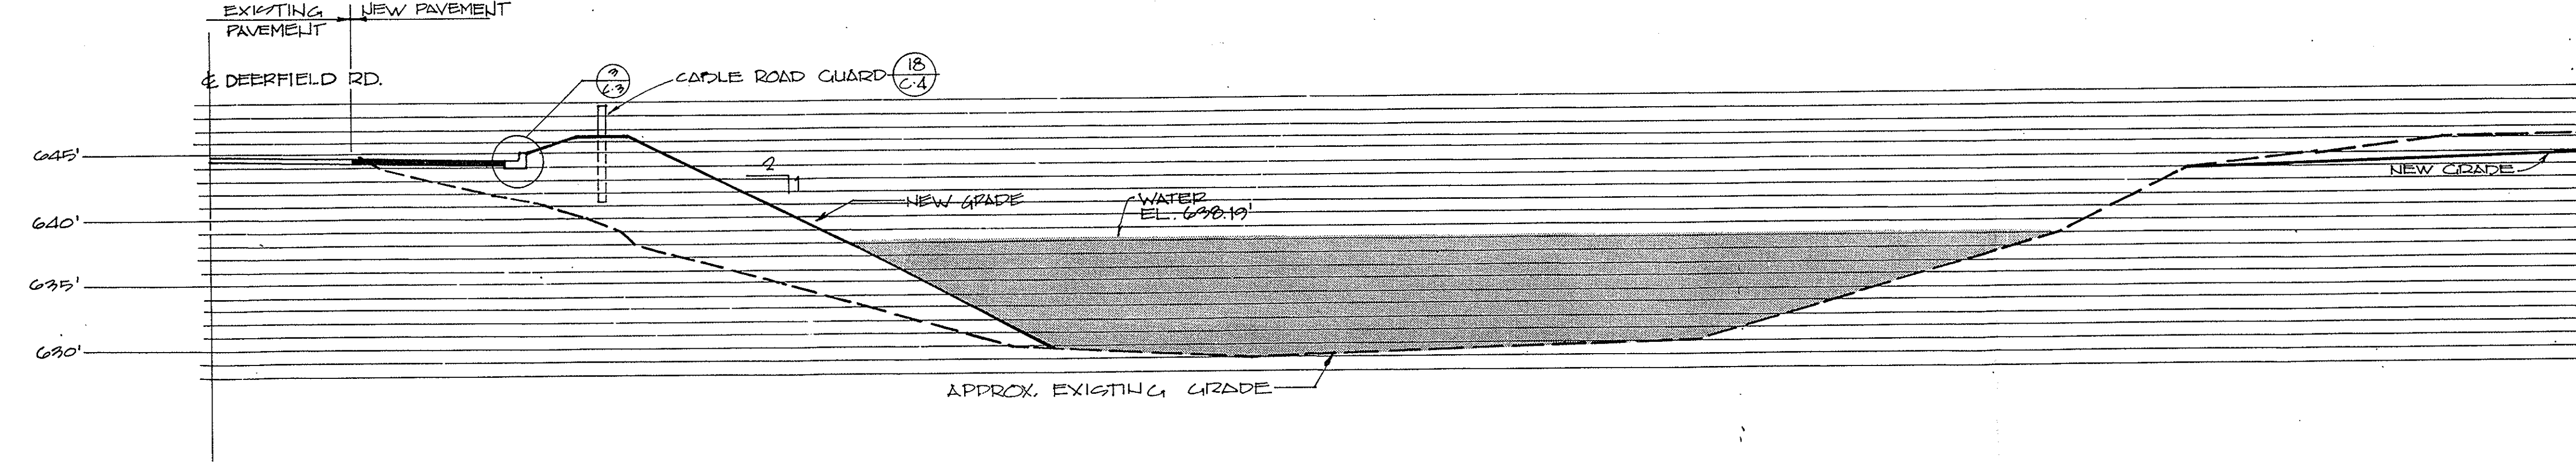 EXISTING
PAVEMENT
NEW PAVEMENT
℄ DEERFIELD RD.
3
C.3
CABLE ROAD GUARD
18
C.4
645'
2
1
NEW GRADE
WATER
EL. 638.19'
NEW GRADE
640'
635'
630'
APPROX. EXISTING GRADE